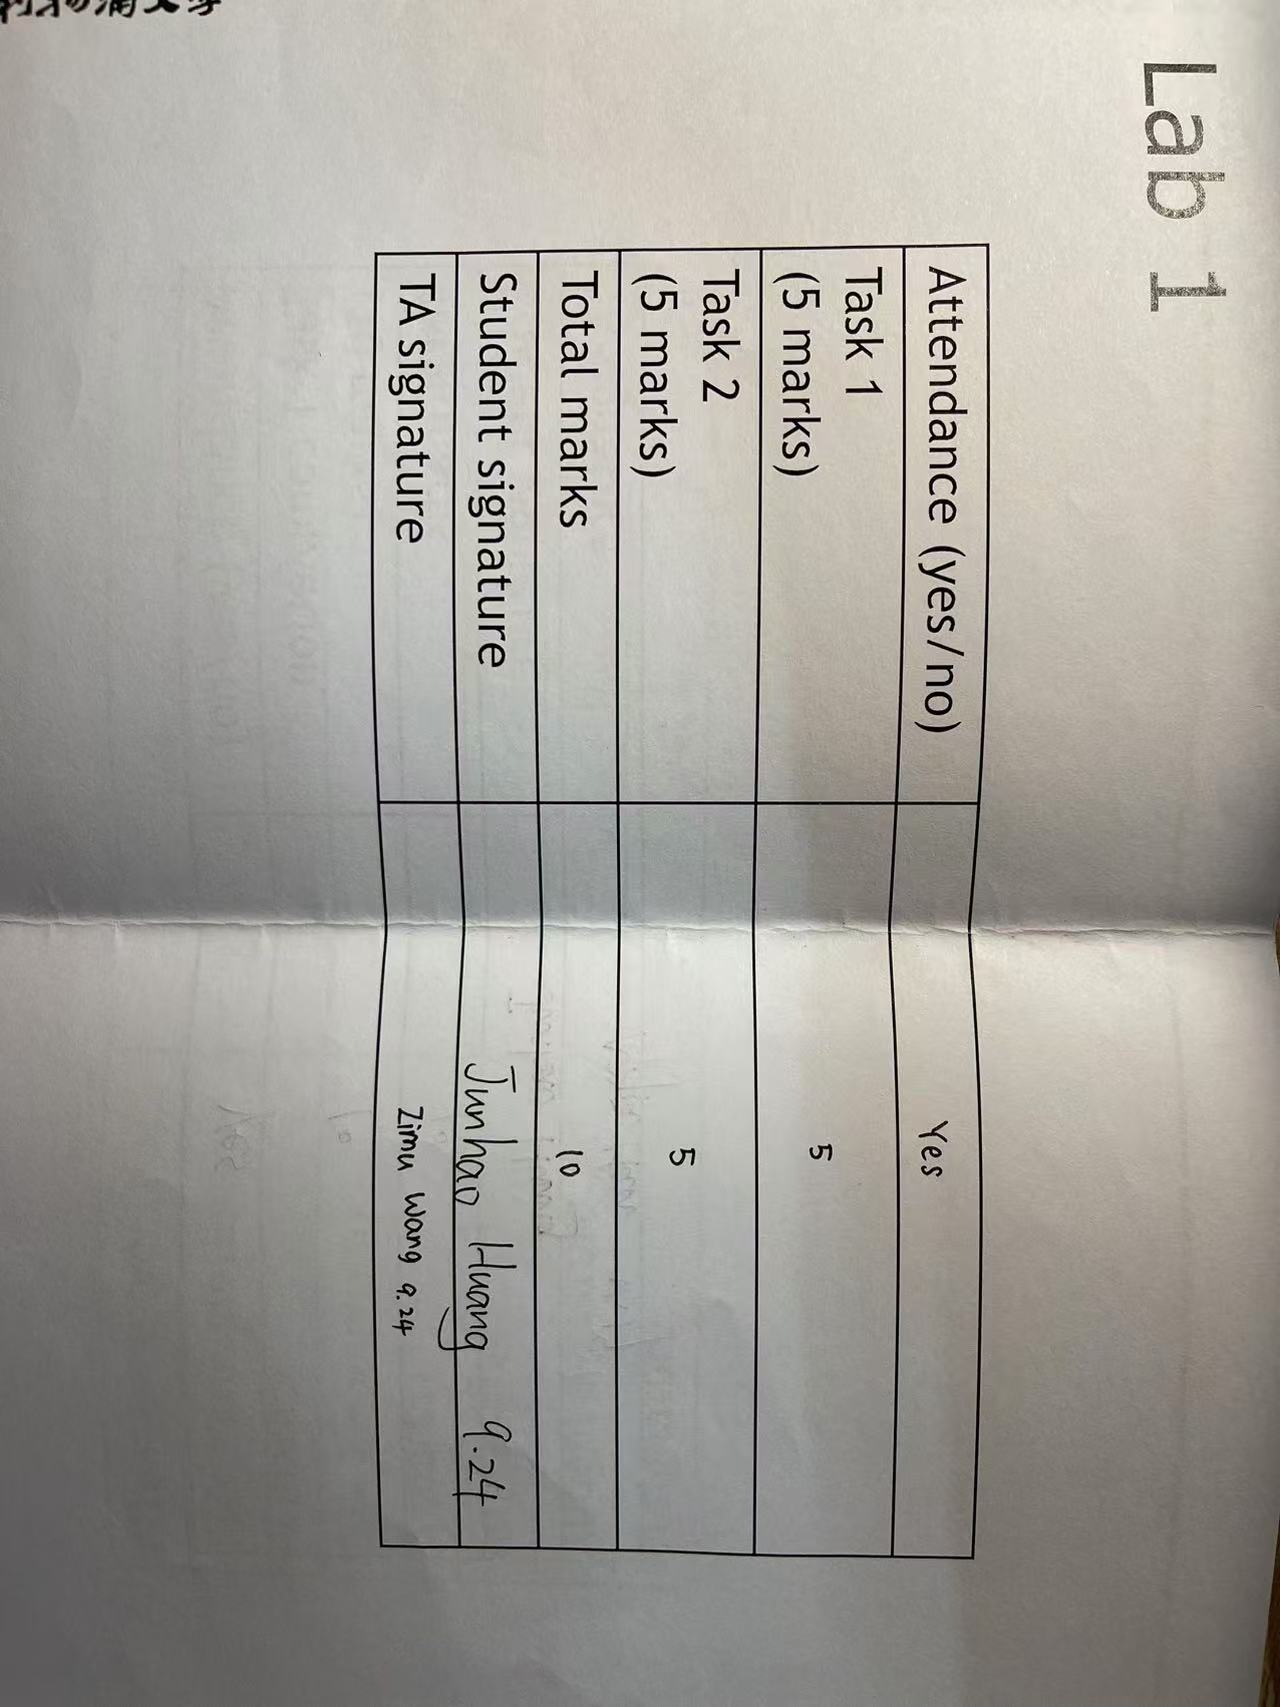 Lab 1
Attendance (yes/no) Yes
Task 1
(5 marks) 5
Task 2
(5 marks) 5
Total marks 10
Student signature Junhao Huang 9.24
TA signature Zimu Wang 9.24